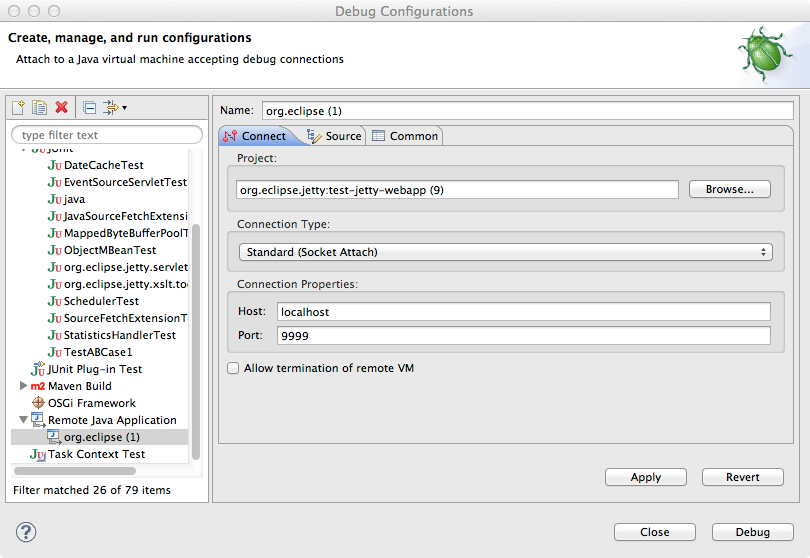 Debug Configurations
Create, manage, and run configurations
Attach to a Java virtual machine accepting debug connections
type filter text
JUnit
DateCacheTest
EventSourceServletTest
java
JavaSourceFetchExtensi
MappedByteBufferPoolT
ObjectMBeanTest
org.eclipse.jetty.servlet
org.eclipse.jetty.xslt.too
SchedulerTest
SourceFetchExtensionT
StatisticsHandlerTest
TestABCase1
JUnit Plug-in Test
m2 Maven Build
OSGi Framework
Remote Java Application
org.eclipse (1)
Task Context Test
Filter matched 26 of 79 items
Name: org.eclipse (1)
Connect Source Common
Project:
org.eclipse.jetty:test-jetty-webapp (9) Browse...
Connection Type:
Standard (Socket Attach)
Connection Properties:
Host: localhost
Port: 9999
Allow termination of remote VM
Apply Revert
? Close Debug